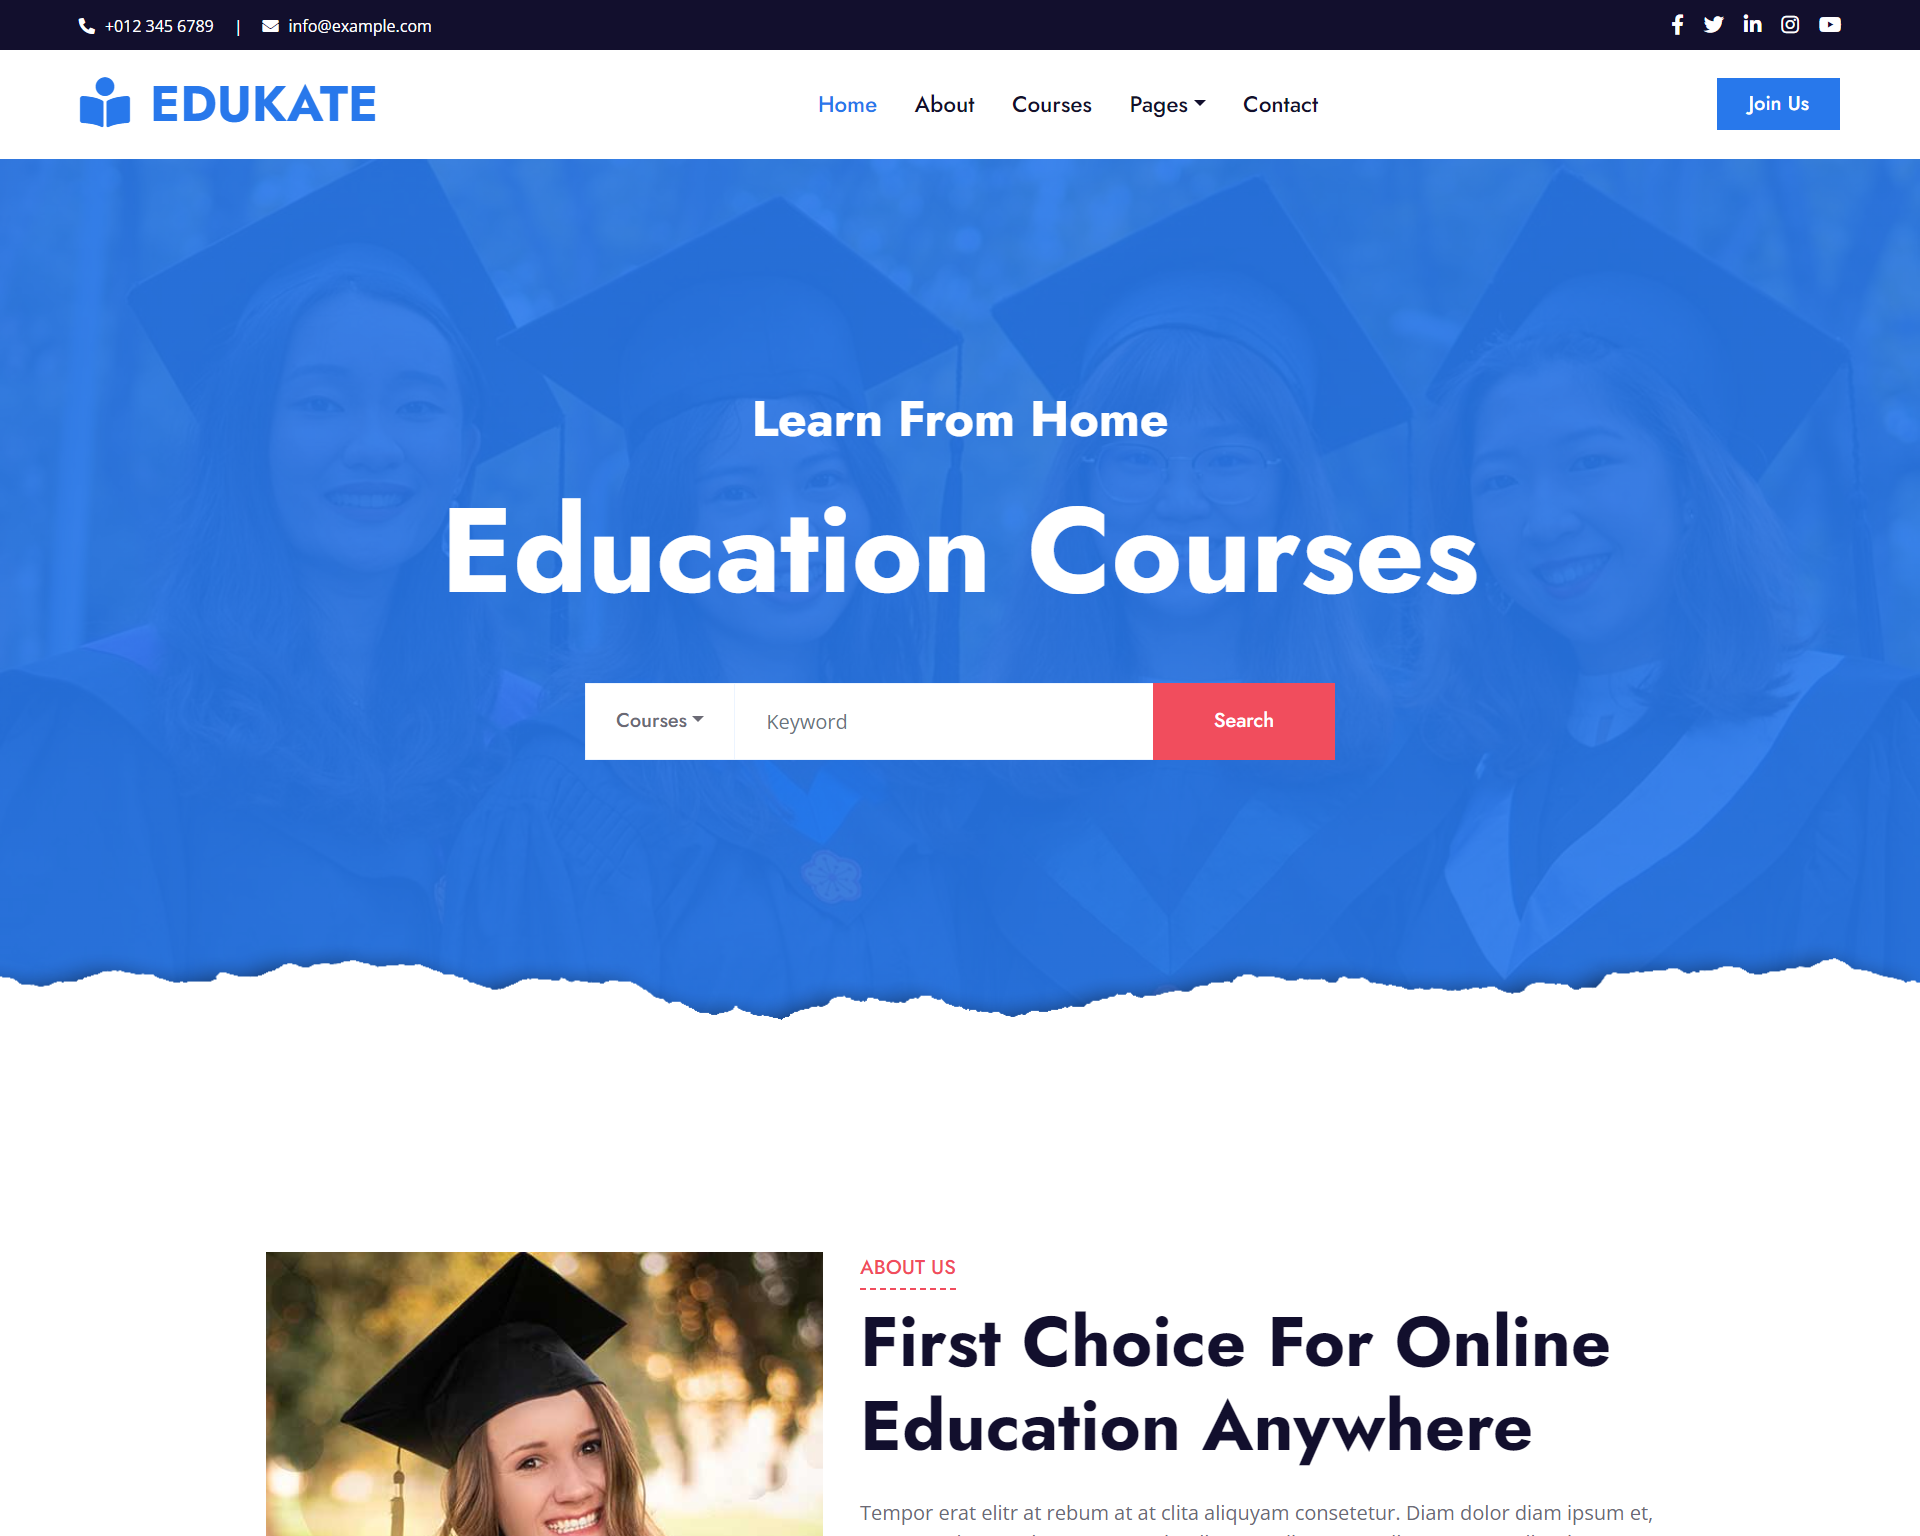 +012 345 6789 | info@example.com
EDUKATE
Home About Courses Pages Contact
Join Us
Learn From Home
Education Courses
Courses Keyword Search
ABOUT US
First Choice For Online
Education Anywhere
Tempor erat elitr at rebum at at clita aliquyam consetetur. Diam dolor diam ipsum et,